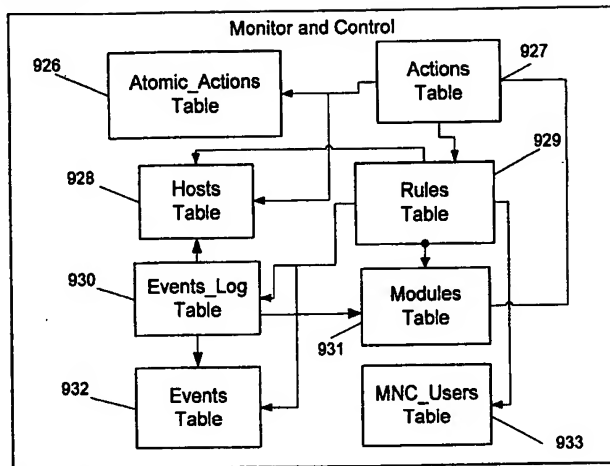 Monitor and Control
926
Atomic_Actions
Table
Actions
Table
927
928
Hosts
Table
Rules
Table
929
930
Events_Log
Table
Modules
Table
931
932
Events
Table
MNC_Users
Table
933